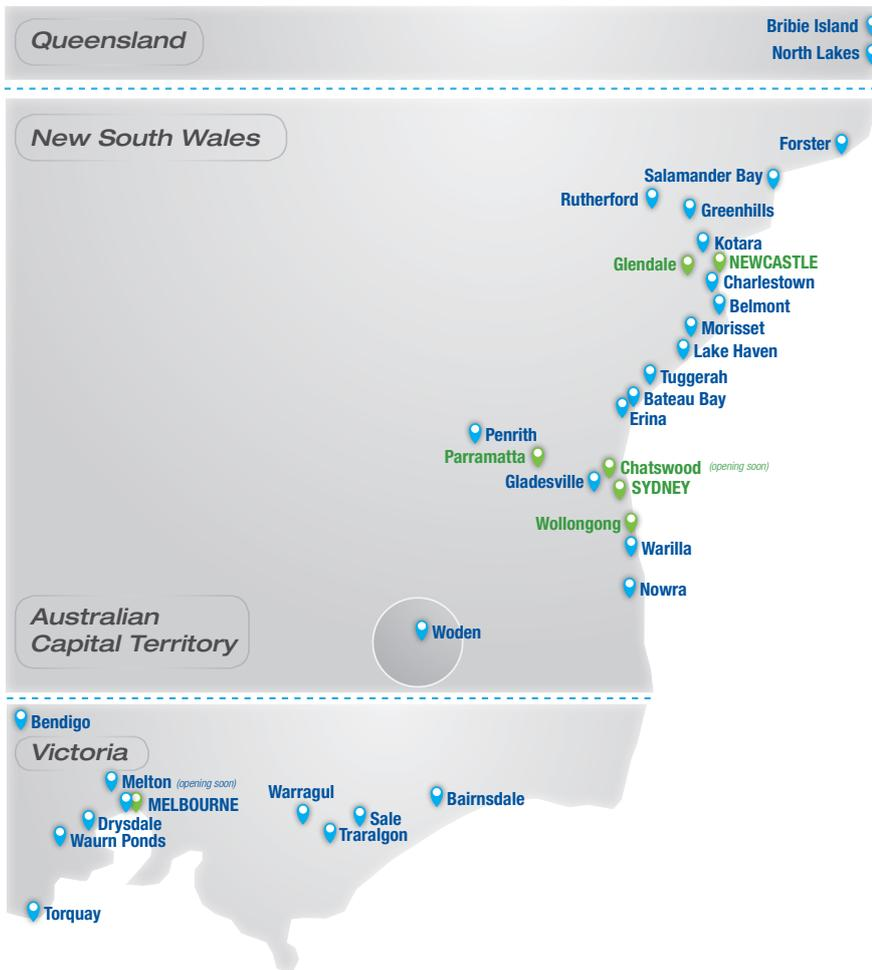 Queensland
Bribie Island
North Lakes
New South Wales
Forster
Salamander Bay
Rutherford
Greenhills
Kotara
Glendale
NEWCASTLE
Charlestown
Belmont
Morisset
Lake Haven
Tuggerah
Bateau Bay
Erina
Penrith
Parramatta
Chatswood (opening soon)
Gladesville
SYDNEY
Wollongong
Warilla
Nowra
Australian
Capital Territory
Woden
Bendigo
Victoria
Melton (opening soon)
MELBOURNE
Warragul
Bairnsdale
Drysdale
Sale
Waurn Ponds
Traralgon
Torquay